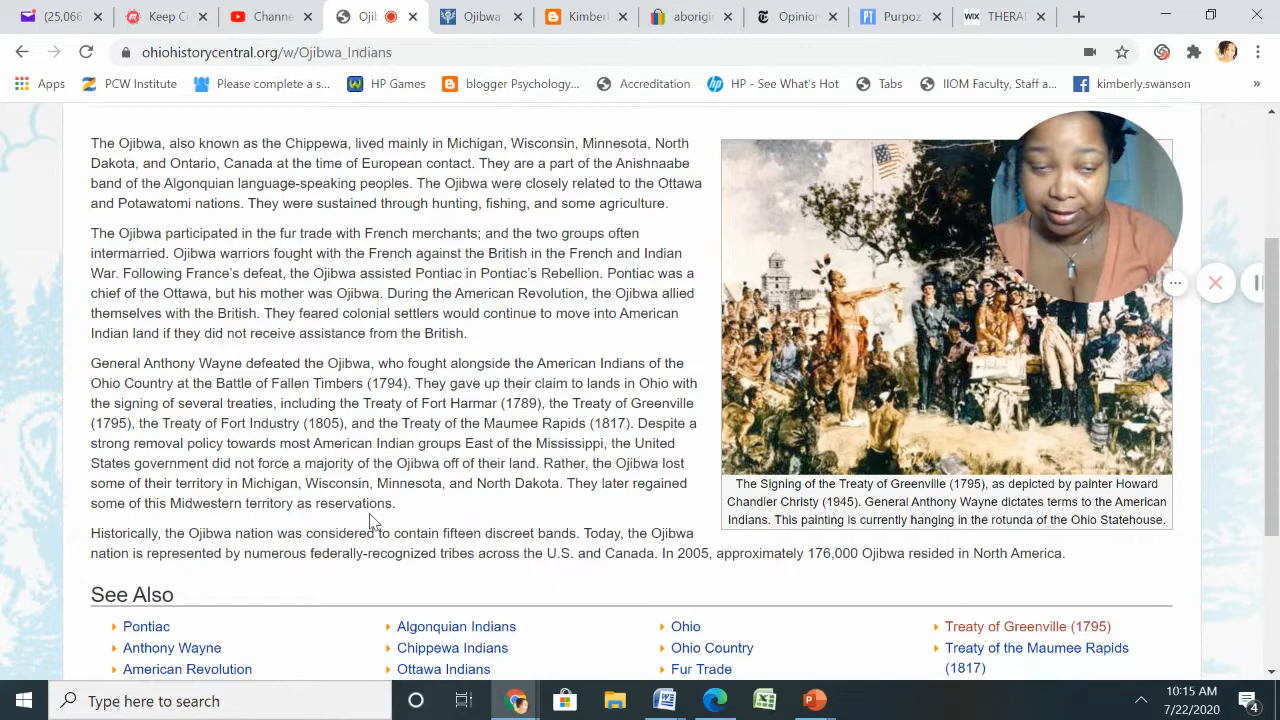 (25,066
Keep C
Channe
Ojil
Ojibwa
Kimberl
aborigin
Opinion
Purpoz
WIX THERA
ohiohistorycentral.org/w/Ojibwa_Indians
Apps PCW Institute Please complete a s... HP Games blogger Psychology... Accreditation HP - See What's Hot Tabs IIOM Faculty, Staff a... kimberly.swanson »
The Ojibwa, also known as the Chippewa, lived mainly in Michigan, Wisconsin, Minnesota, North
Dakota, and Ontario, Canada at the time of European contact. They are a part of the Anishnaabe
band of the Algonquian language-speaking peoples. The Ojibwa were closely related to the Ottawa
and Potawatomi nations. They were sustained through hunting, fishing, and some agriculture.
The Ojibwa participated in the fur trade with French merchants; and the two groups often
intermarried. Ojibwa warriors fought with the French against the British in the French and Indian
War. Following France's defeat, the Ojibwa assisted Pontiac in Pontiac's Rebellion. Pontiac was a
chief of the Ottawa, but his mother was Ojibwa. During the American Revolution, the Ojibwa allied
themselves with the British. They feared colonial settlers would continue to move into American
Indian land if they did not receive assistance from the British.
General Anthony Wayne defeated the Ojibwa, who fought alongside the American Indians of the
Ohio Country at the Battle of Fallen Timbers (1794). They gave up their claim to lands in Ohio with
the signing of several treaties, including the Treaty of Fort Harmar (1789), the Treaty of Greenville
(1795), the Treaty of Fort Industry (1805), and the Treaty of the Maumee Rapids (1817). Despite a
strong removal policy towards most American Indian groups East of the Mississippi, the United
States government did not force a majority of the Ojibwa off of their land. Rather, the Ojibwa lost
some of their territory in Michigan, Wisconsin, Minnesota, and North Dakota. They later regained
some of this Midwestern territory as reservations.
The Signing of the Treaty of Greenville (1795), as depicted by painter Howard
Chandler Christy (1945). General Anthony Wayne dictates terms to the American
Indians. This painting is currently hanging in the rotunda of the Ohio Statehouse.
Historically, the Ojibwa nation was considered to contain fifteen discreet bands. Today, the Ojibwa
nation is represented by numerous federally-recognized tribes across the U.S. and Canada. In 2005, approximately 176,000 Ojibwa resided in North America.
See Also
Pontiac
Anthony Wayne
American Revolution
Algonquian Indians
Chippewa Indians
Ottawa Indians
Ohio
Ohio Country
Fur Trade
Treaty of Greenville (1795)
Treaty of the Maumee Rapids
(1817)
Type here to search
10:15 AM
7/22/2020
4